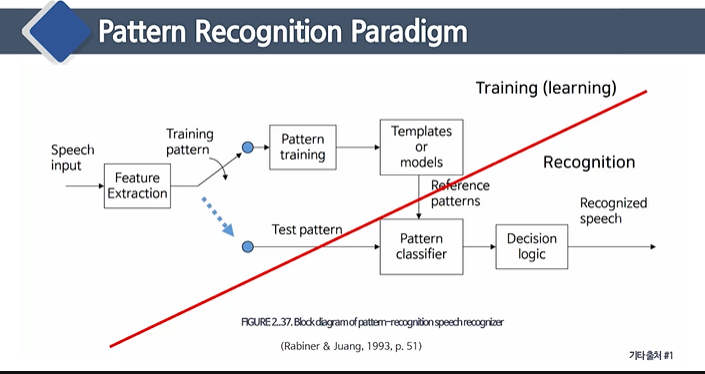 Pattern Recognition Paradigm
Training (learning)
Speech
input
Training
pattern
Feature
Extraction
Pattern
training
Templates
or
models
Reference
patterns
Recognition
Test pattern
Pattern
classifier
Decision
logic
Recognized
speech
FIGURE 2..37. Block diagram of pattern-recognition speech recognizer
(Rabiner & Juang, 1993, p. 51)
기타출처 #1